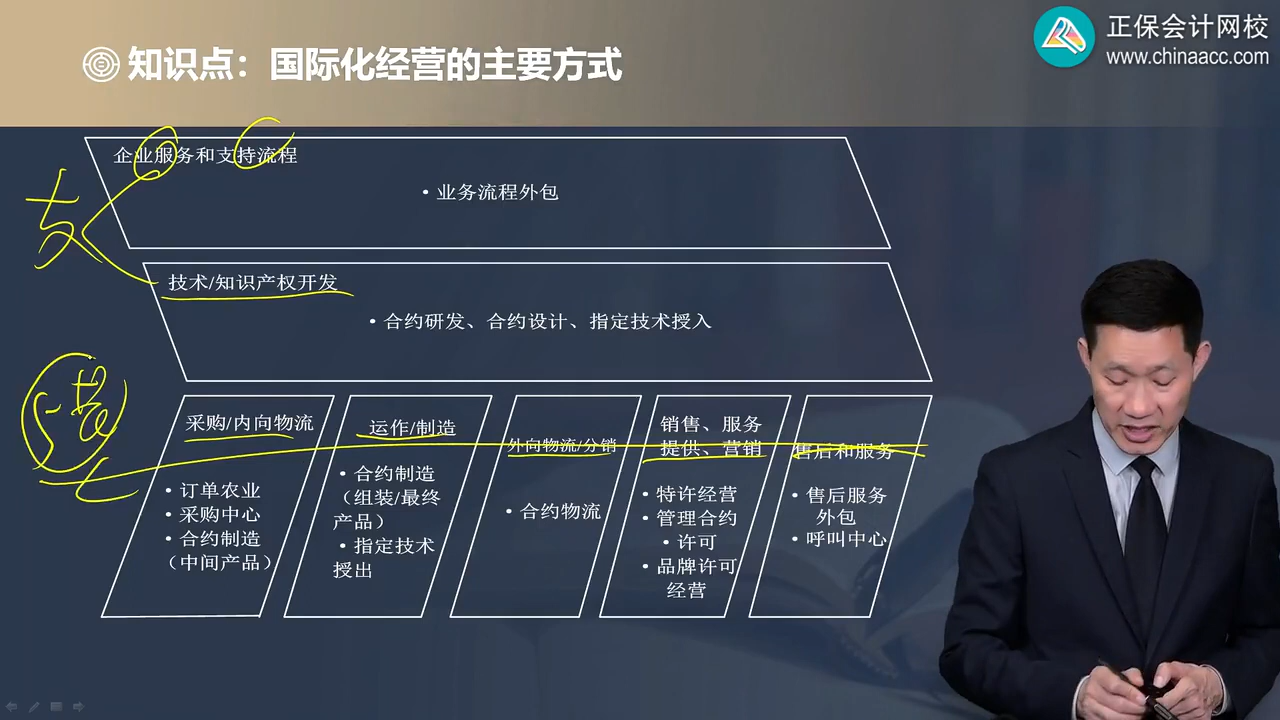 知识点：国际化经营的主要方式
正保会计网校
www.chinaacc.com
企业服务和支持流程
• 业务流程外包
支
技术/知识产权开发
• 合约研发、合约设计、指定技术授入
采购/内向物流
• 订单农业
• 采购中心
• 合约制造
（中间产品）
运作/制造
• 合约制造
（组装/最终
产品）
• 指定技术
授出
外向物流/分销
• 合约物流
销售、服务
提供、营销
• 特许经营
• 管理合约
• 许可
• 品牌许可
经营
售后和服务
• 售后服务
外包
• 呼叫中心